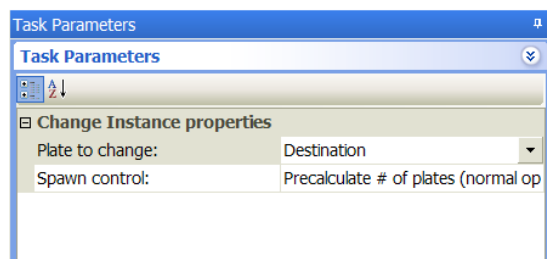 Task Parameters
Task Parameters
A
Z
Change Instance properties
Plate to change: Destination
Spawn control: Precalculate # of plates (normal op